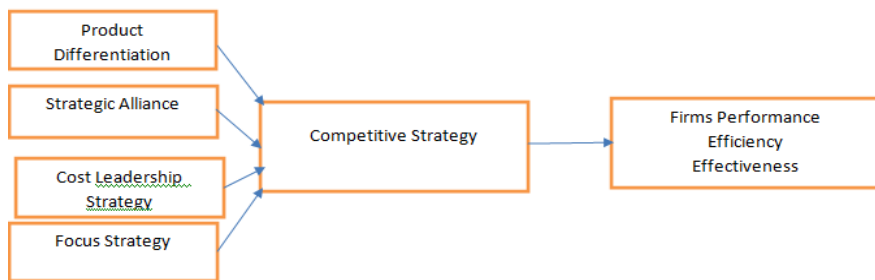 Product
Differentiation
Strategic Alliance
Cost Leadership
Strategy
Focus Strategy
Competitive Strategy
Firms Performance
Efficiency
Effectiveness